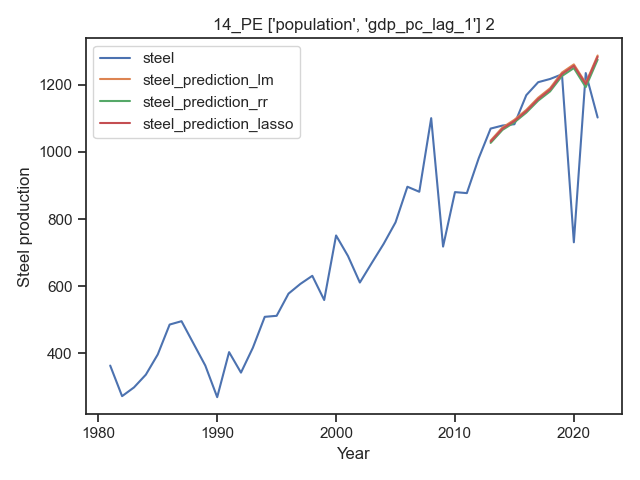 14_PE ['population', 'gdp_pc_lag_1'] 2
steel
steel_prediction_lm
steel_prediction_rr
steel_prediction_lasso
Steel production
1200
1000
800
600
400
1980 1990 2000 2010 2020
Year